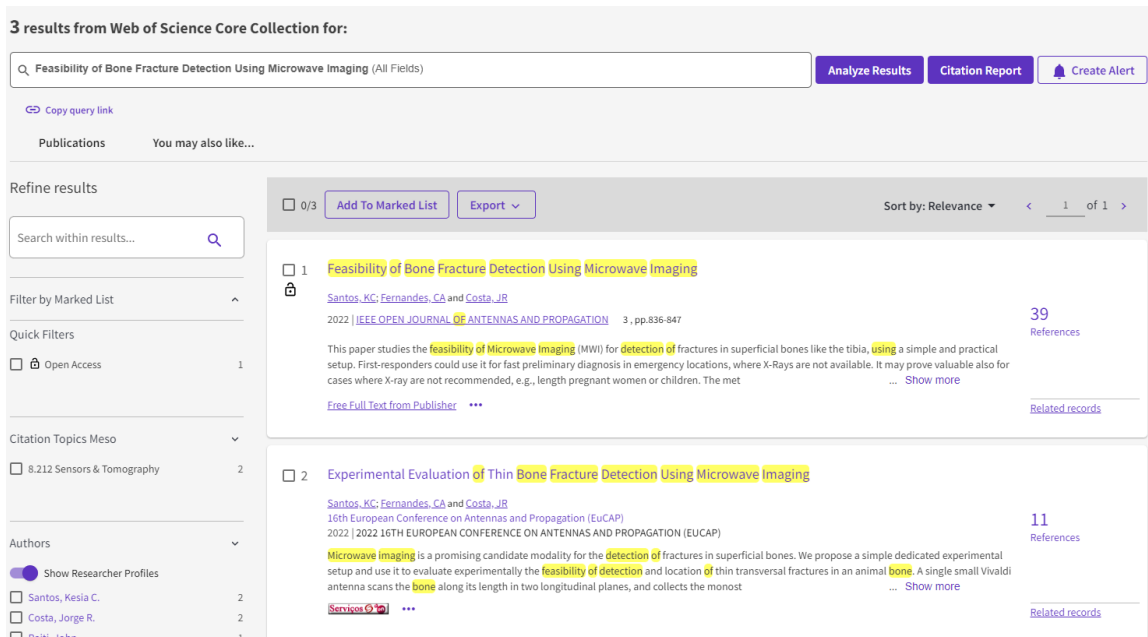 3 results from Web of Science Core Collection for:
Feasibility of Bone Fracture Detection Using Microwave Imaging (All Fields)
Analyze Results
Citation Report
Create Alert
Copy query link
Publications
You may also like...
Refine results
Search within results...
Filter by Marked List
Quick Filters
Open Access 1
Citation Topics Meso
8.212 Sensors & Tomography 2
Authors
Show Researcher Profiles
Santos, Kesia C. 2
Costa, Jorge R. 2
0/3
Add To Marked List
Export
Sort by: Relevance
1 of 1
1
Feasibility of Bone Fracture Detection Using Microwave Imaging
Santos, KC; Fernandes, CA and Costa, JR
2022 | IEEE OPEN JOURNAL OF ANTENNAS AND PROPAGATION 3 , pp.836-847
This paper studies the feasibility of Microwave Imaging (MWI) for detection of fractures in superficial bones like the tibia, using a simple and practical
setup. First-responders could use it for fast preliminary diagnosis in emergency locations, where X-Rays are not available. It may prove valuable also for
cases where X-ray are not recommended, e.g., length pregnant women or children. The met ... Show more
Free Full Text from Publisher
39
References
Related records
2
Experimental Evaluation of Thin Bone Fracture Detection Using Microwave Imaging
Santos, KC; Fernandes, CA and Costa, JR
16th European Conference on Antennas and Propagation (EuCAP)
2022 | 2022 16TH EUROPEAN CONFERENCE ON ANTENNAS AND PROPAGATION (EUCAP)
Microwave imaging is a promising candidate modality for the detection of fractures in superficial bones. We propose a simple dedicated experimental
setup and use it to evaluate experimentally the feasibility of detection and location of thin transversal fractures in an animal bone. A single small Vivaldi
antenna scans the bone along its length in two longitudinal planes, and collects the monost ... Show more
Serviços
11
References
Related records